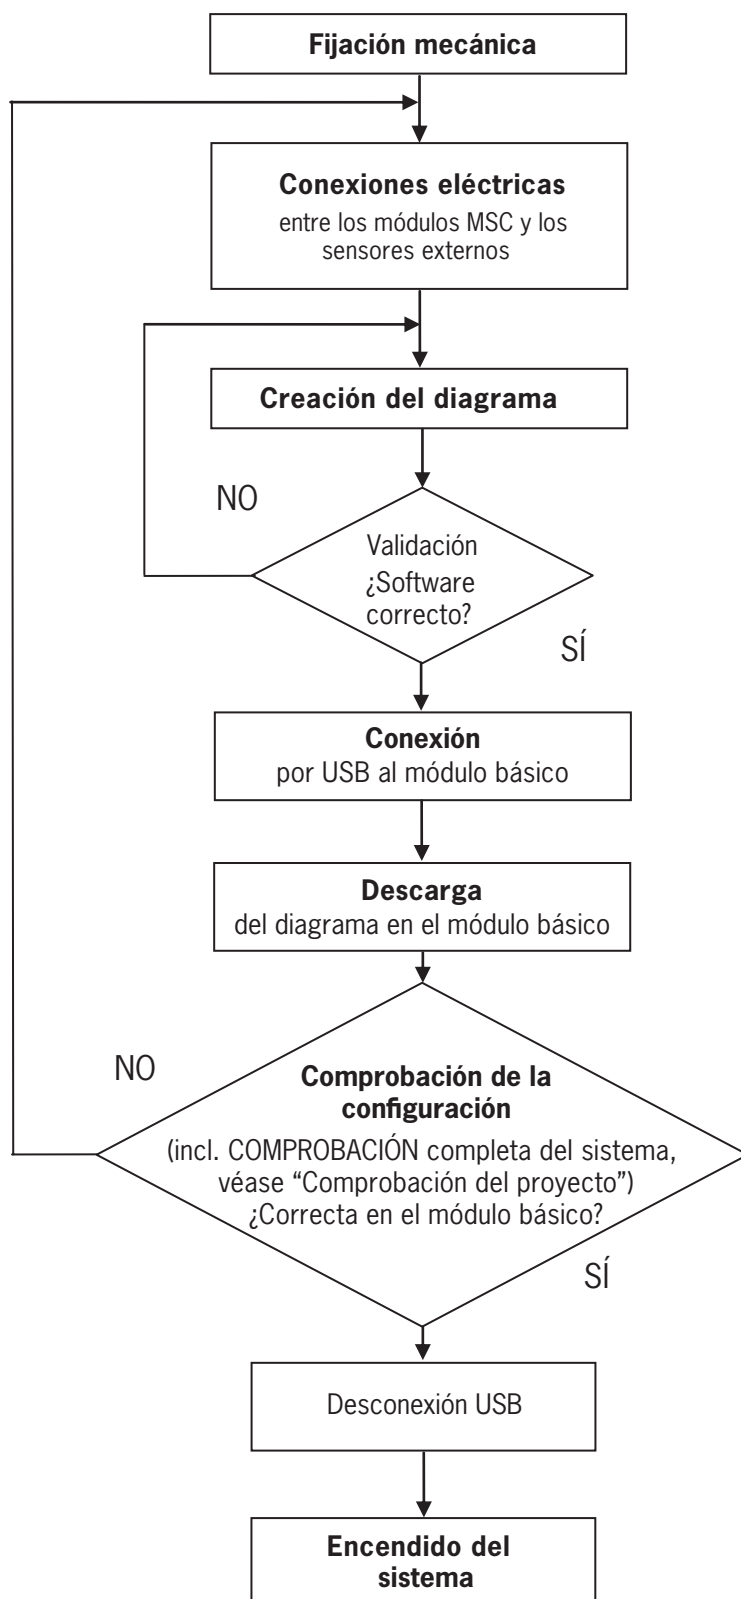 Fijación mecánica
Conexiones eléctricas
entre los módulos MSC y los
sensores externos
Creación del diagrama
NO
Validación
¿Software
correcto?
SÍ
Conexión
por USB al módulo básico
Descarga
del diagrama en el módulo básico
NO
Comprobación de la
configuración
(incl. COMPROBACIÓN completa del sistema,
véase “Comprobación del proyecto”)
¿Correcta en el módulo básico?
SÍ
Desconexión USB
Encendido del
sistema